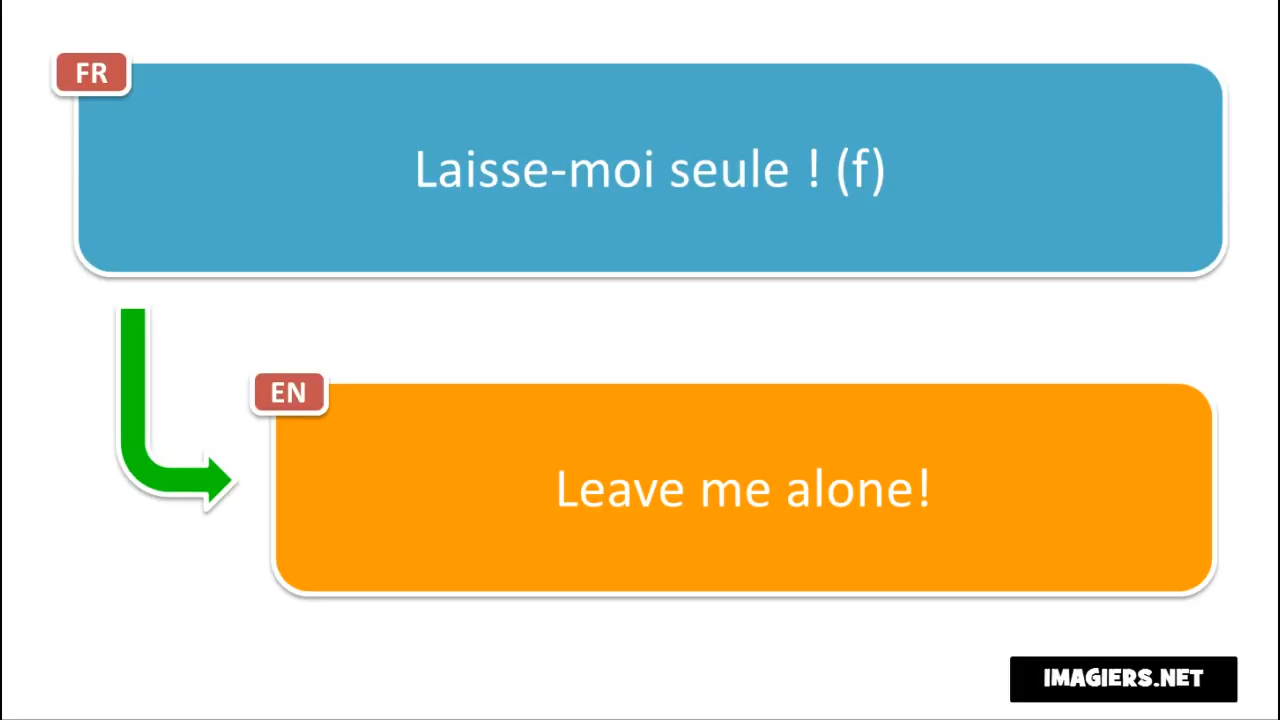 FR
Laisse-moi seule ! (f)
EN
Leave me alone!
IMAGIERS.NET